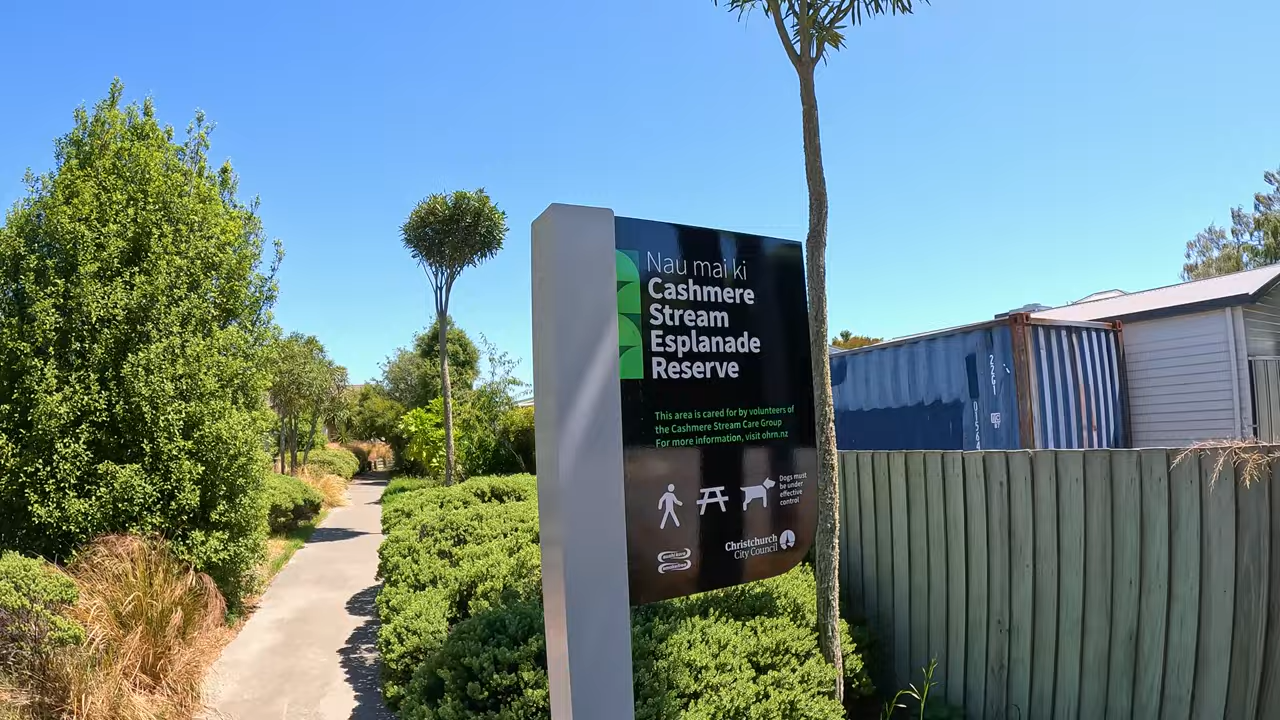 Nau mai ki
Cashmere
Stream
Esplanade
Reserve
This area is cared for by volunteers of
the Cashmere Stream Care Group
For more information, visit ohrn.nz
Dogs must
be under
effective
control
Christchurch
City Council
22G1